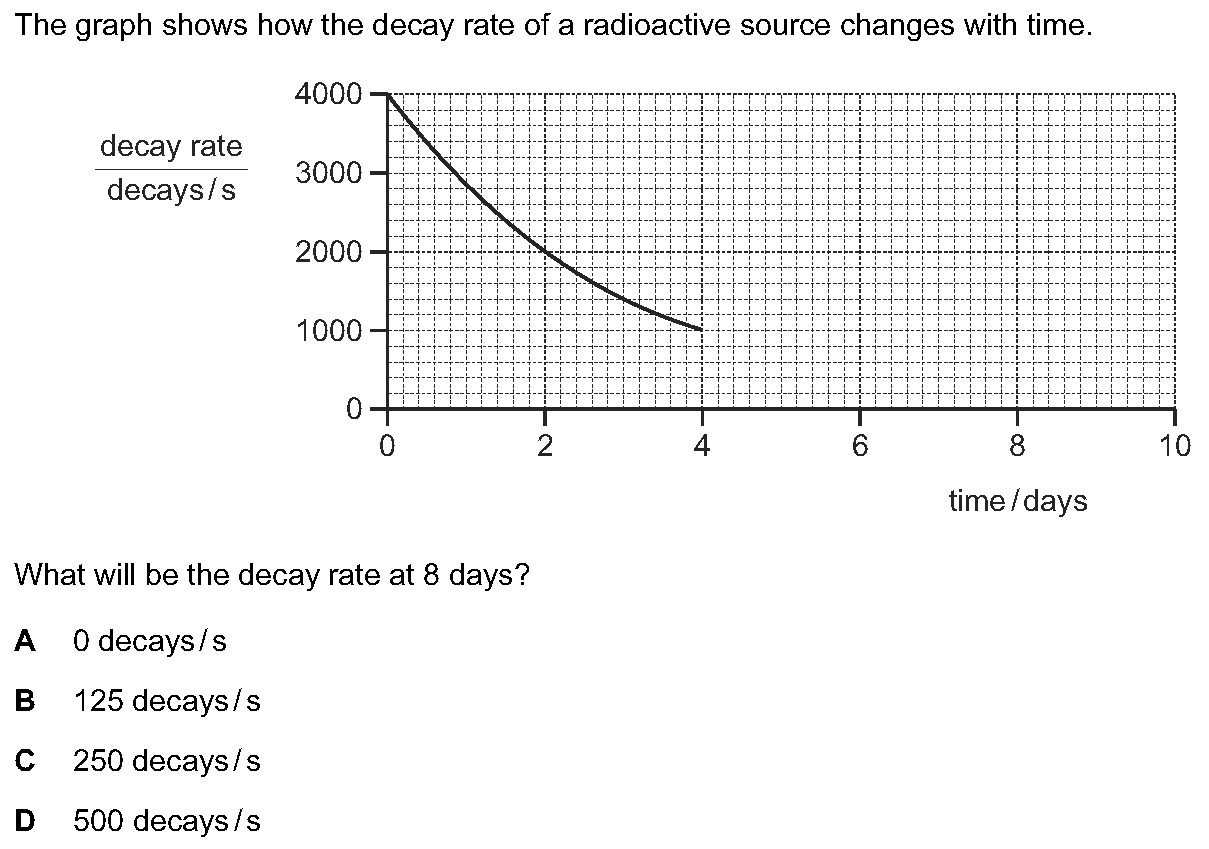 The graph shows how the decay rate of a radioactive source changes with time.
4000
decay rate
decays/s
3000
2000
1000
0
0 2 4 6 8 10
time/days
What will be the decay rate at 8 days?
A 0 decays/s
B 125 decays/s
C 250 decays/s
D 500 decays/s